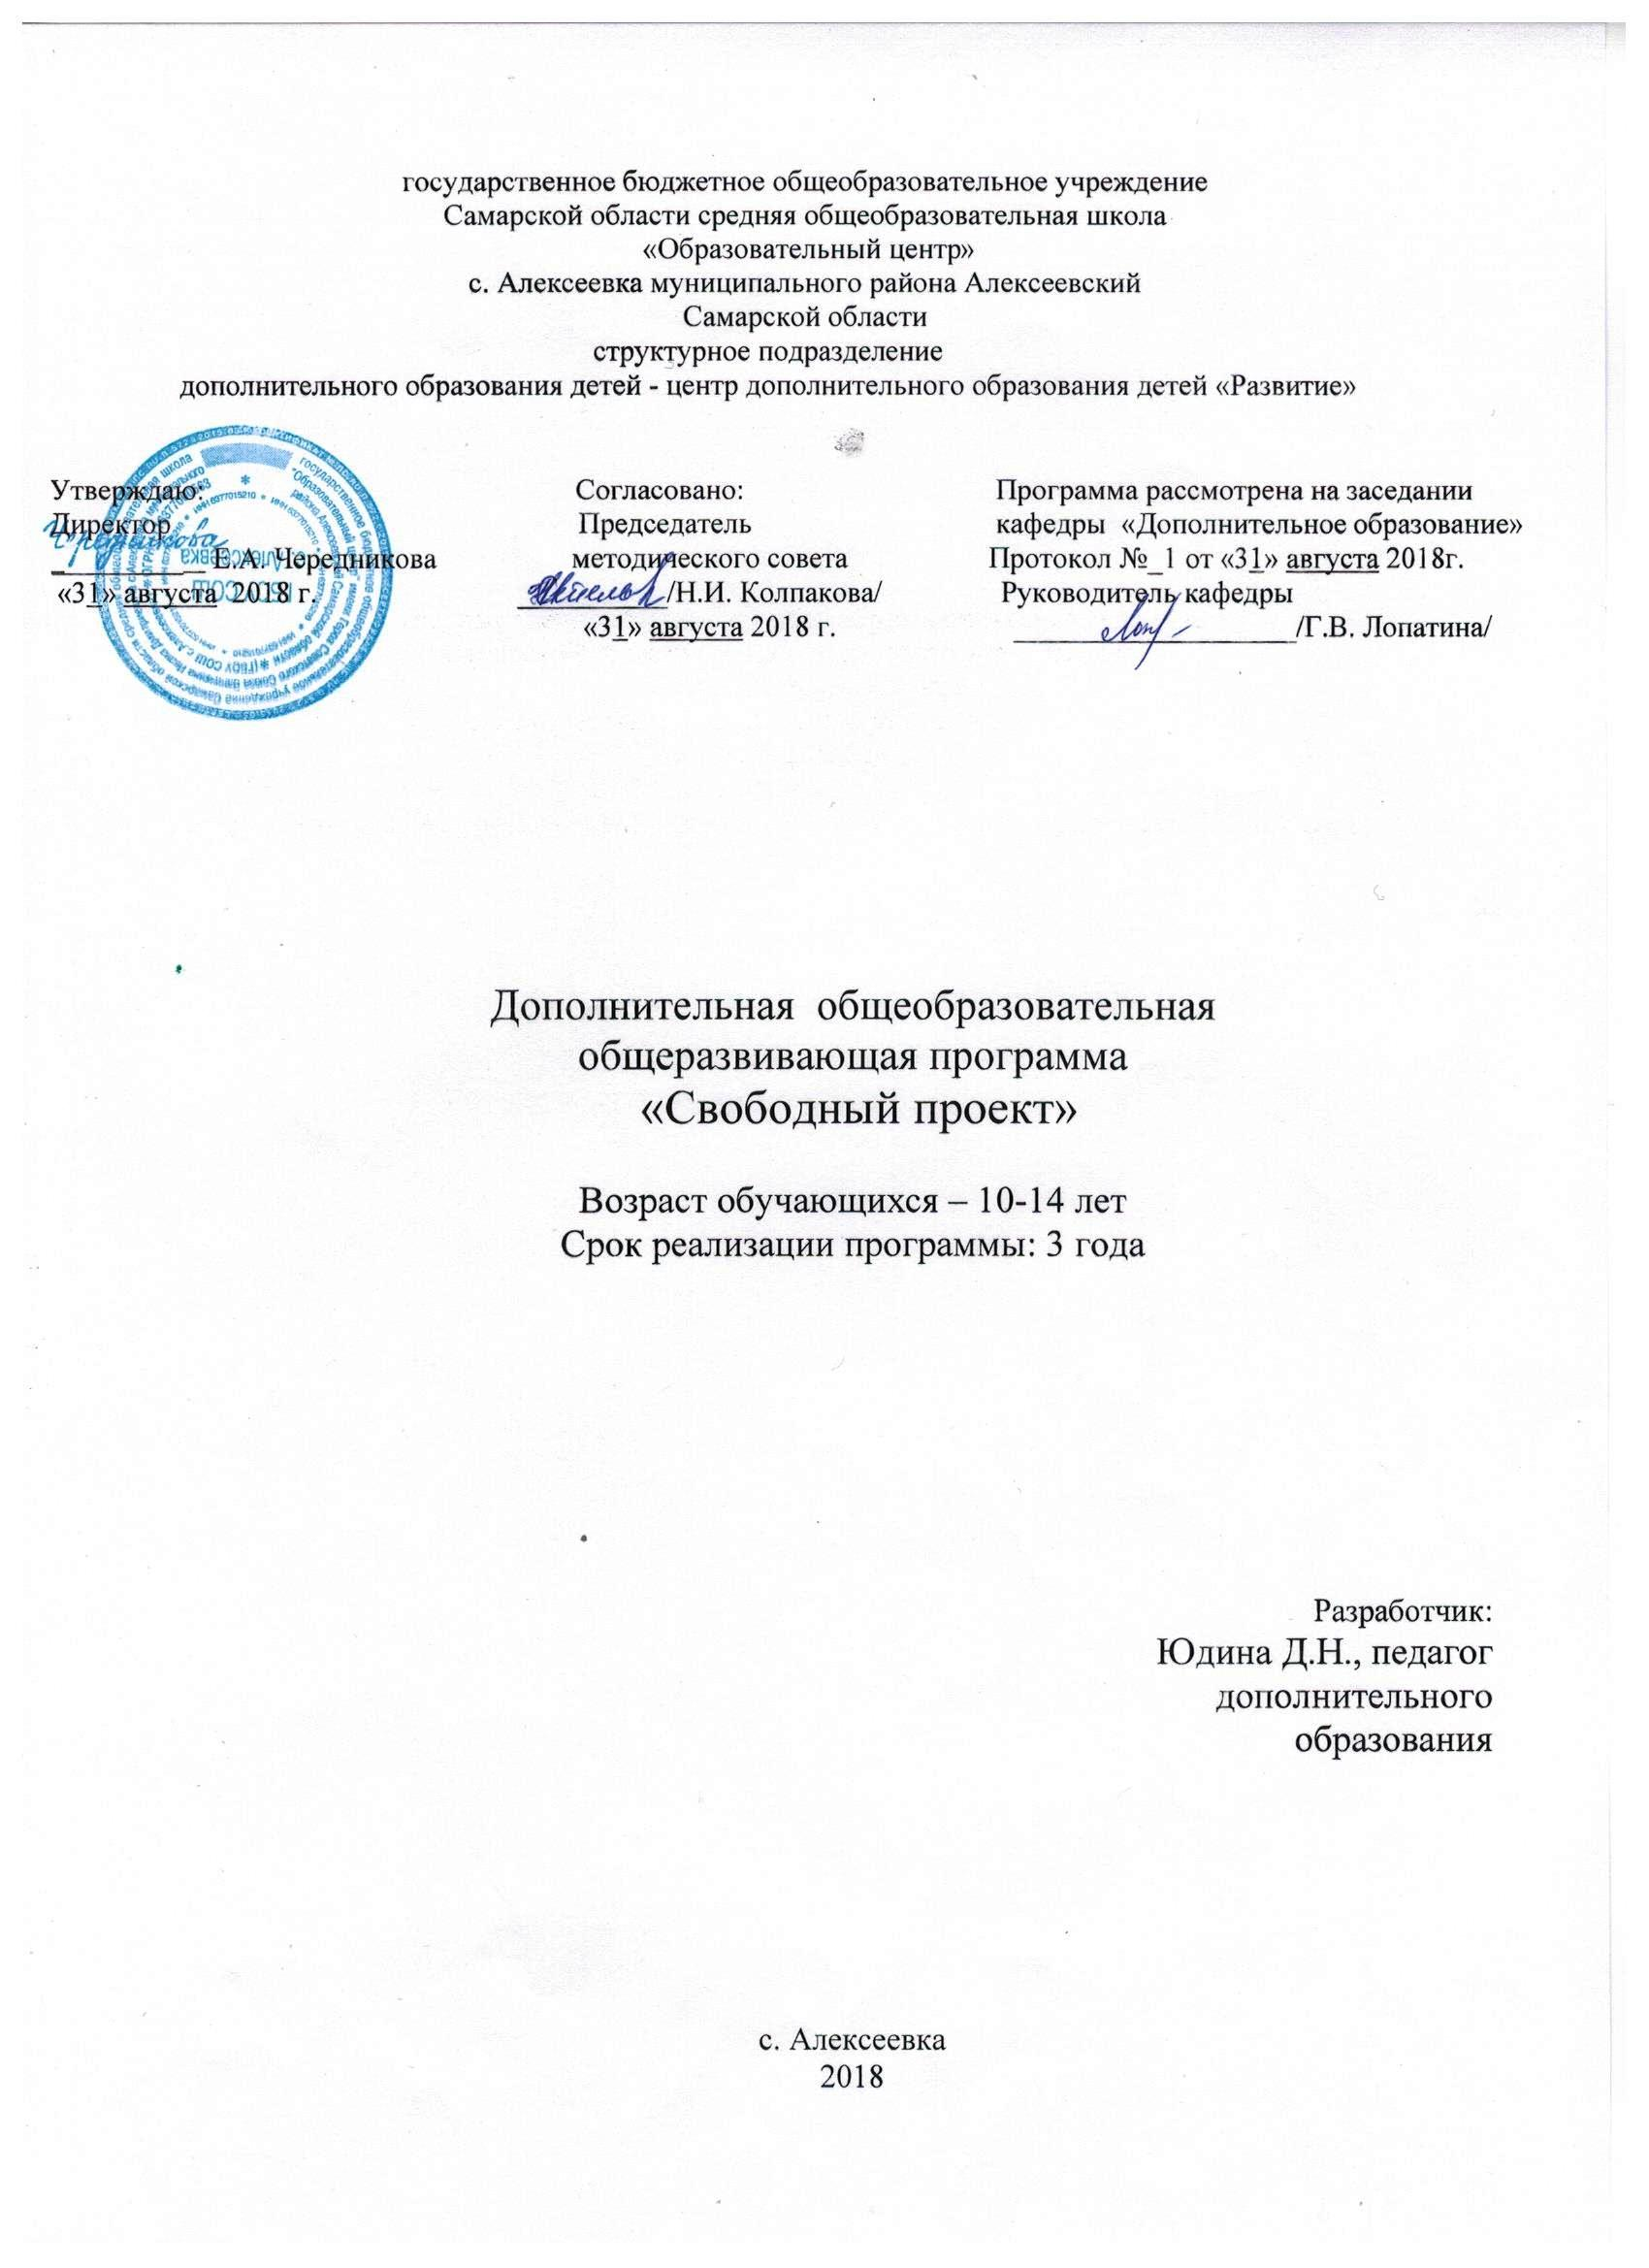 государственное бюджетное общеобразовательное учреждение
Самарской области средняя общеобразовательная школа
«Образовательный центр»
с. Алексеевка муниципального района Алексеевский
Самарской области
структурное подразделение
дополнительного образования детей - центр дополнительного образования детей «Развитие»
Утверждаю:
Директор
Е.А. Чередникова
«31» августа 2018 г.
Согласовано:
Председатель
методического совета
/Н.И. Колпакова/
«31» августа 2018 г.
Программа рассмотрена на заседании
кафедры «Дополнительное образование»
Протокол №_1 от «31» августа 2018г.
Руководитель кафедры
/Г.В. Лопатина/
Дополнительная общеобразовательная
общеразвивающая программа
«Свободный проект»
Возраст обучающихся – 10-14 лет
Срок реализации программы: 3 года
Разработчик:
Юдина Д.Н., педагог
дополнительного
образования
с. Алексеевка
2018